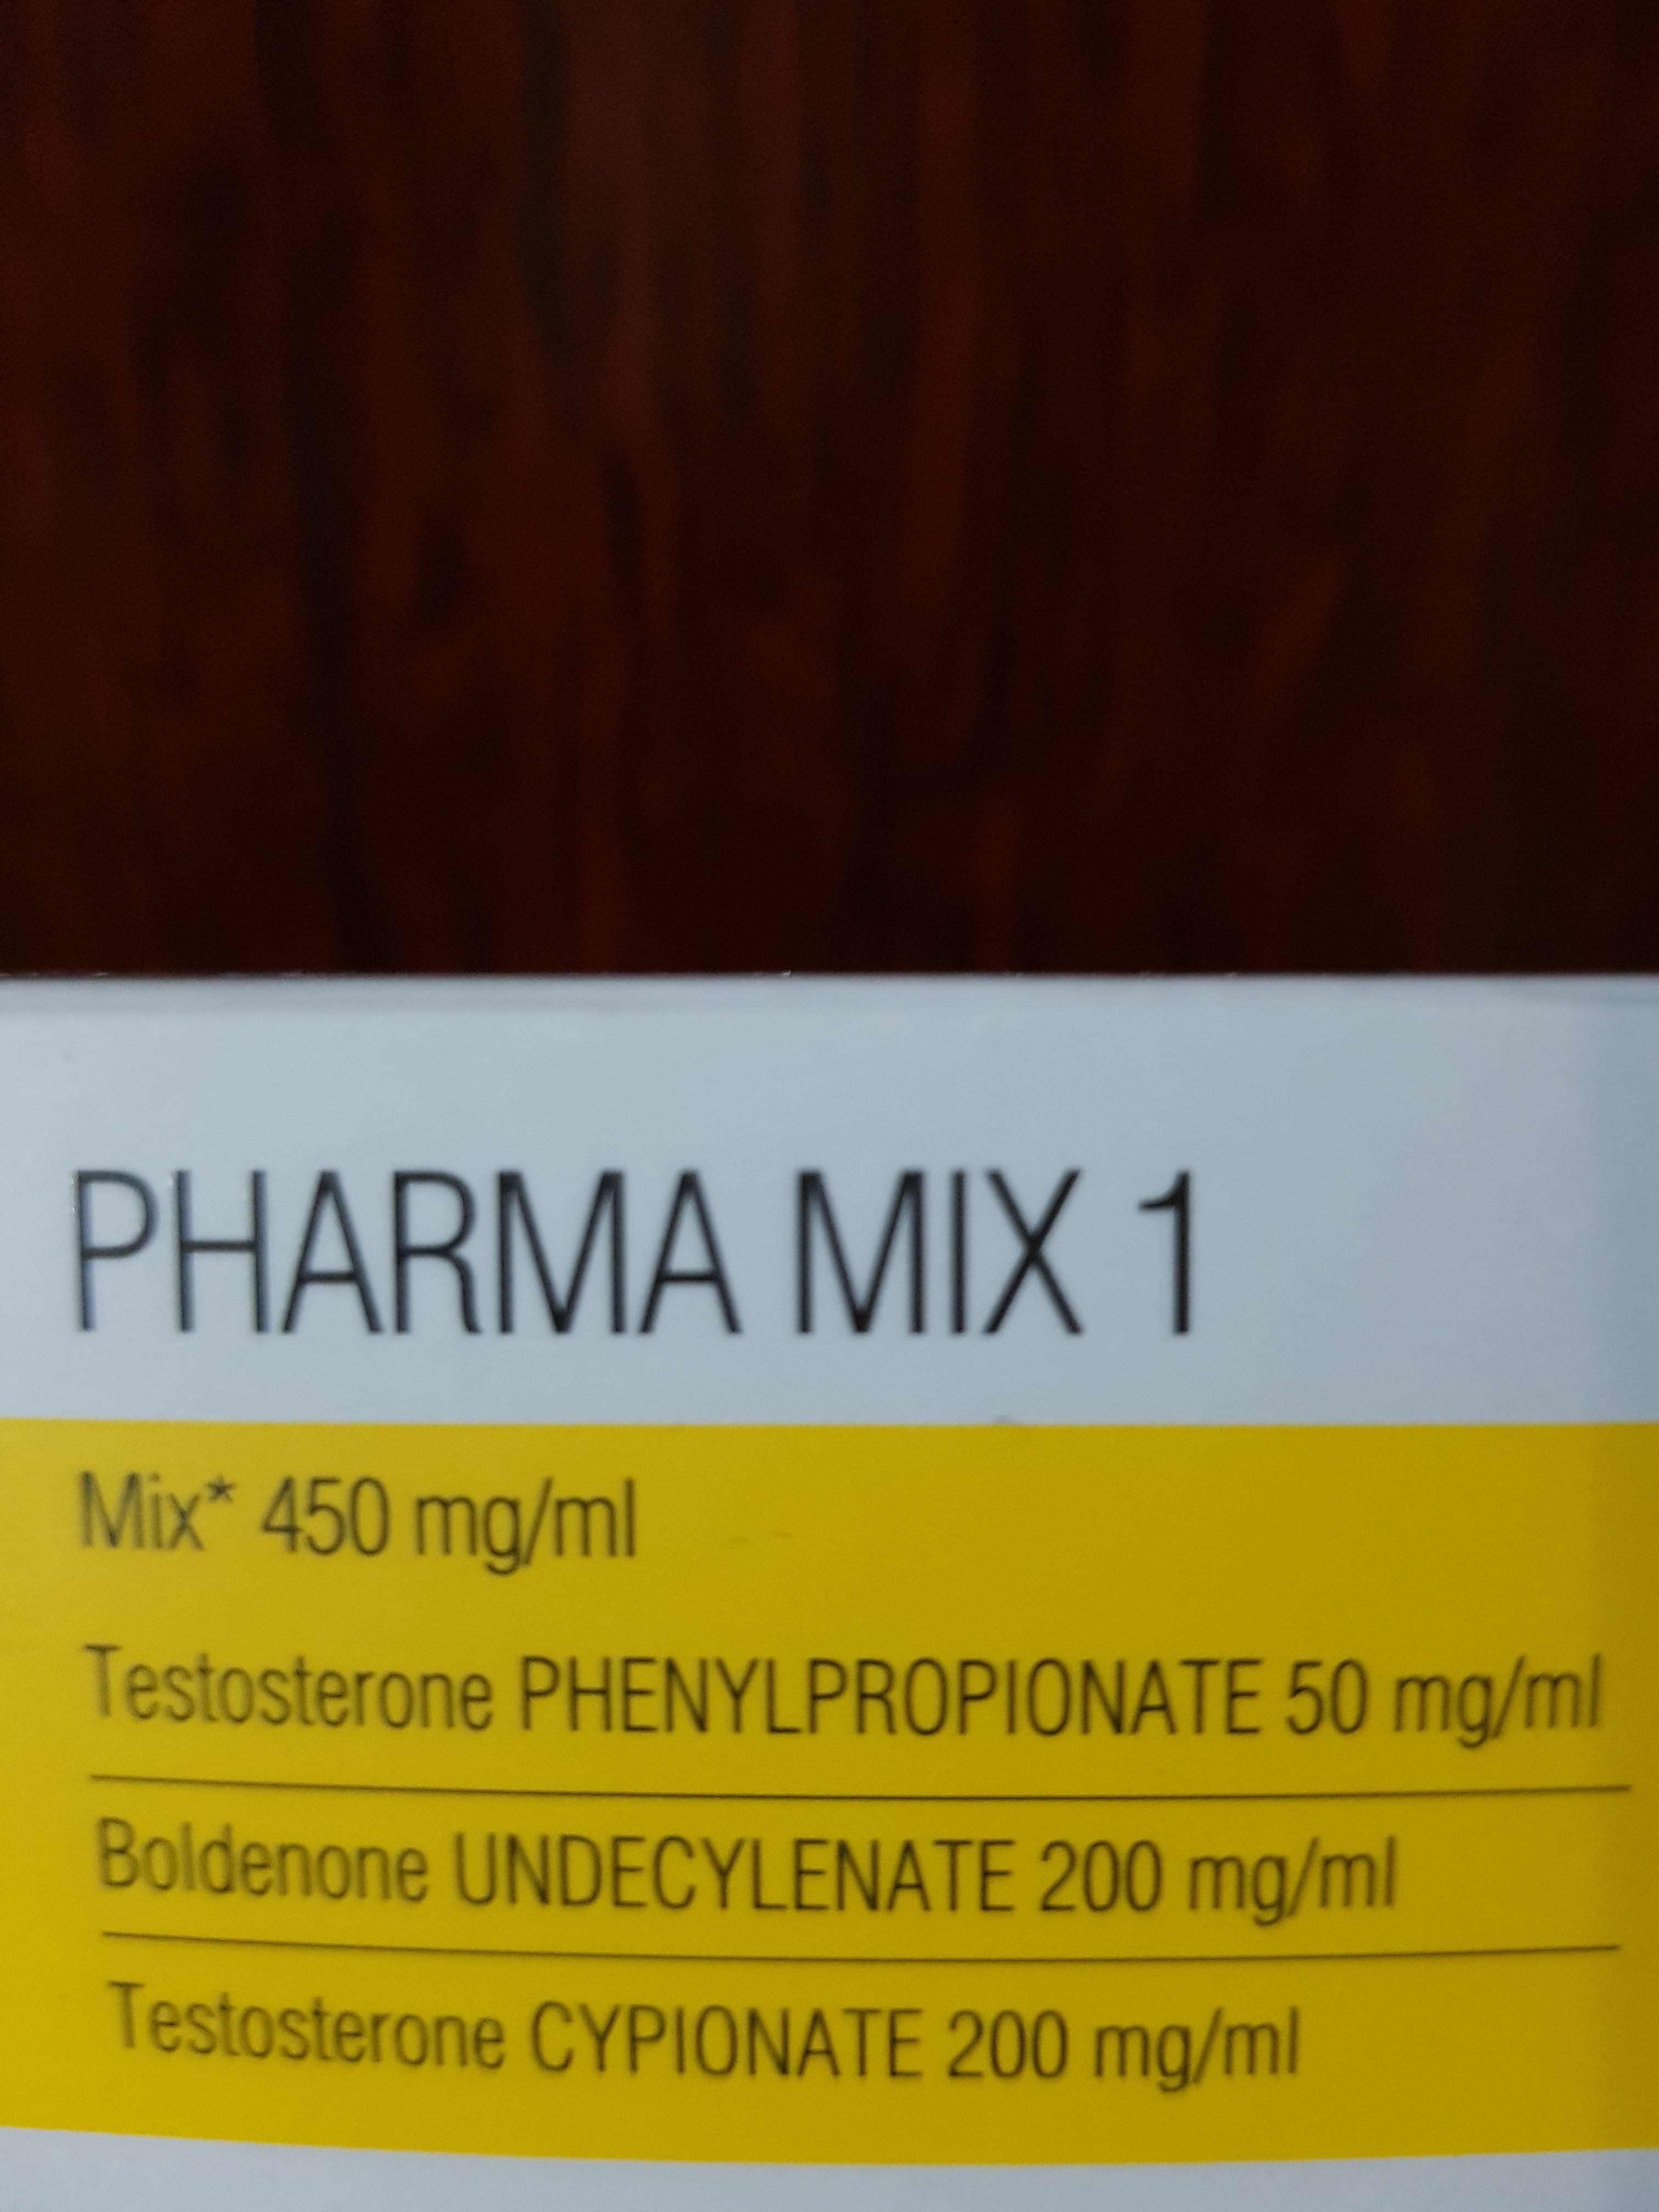 PHARMA MIX 1
Mix* 450 mg/ml
Testosterone PHENYLPROPIONATE 50 mg/ml
Boldenone UNDECYLENATE 200 mg/ml
Testosterone CYPIONATE 200 mg/ml